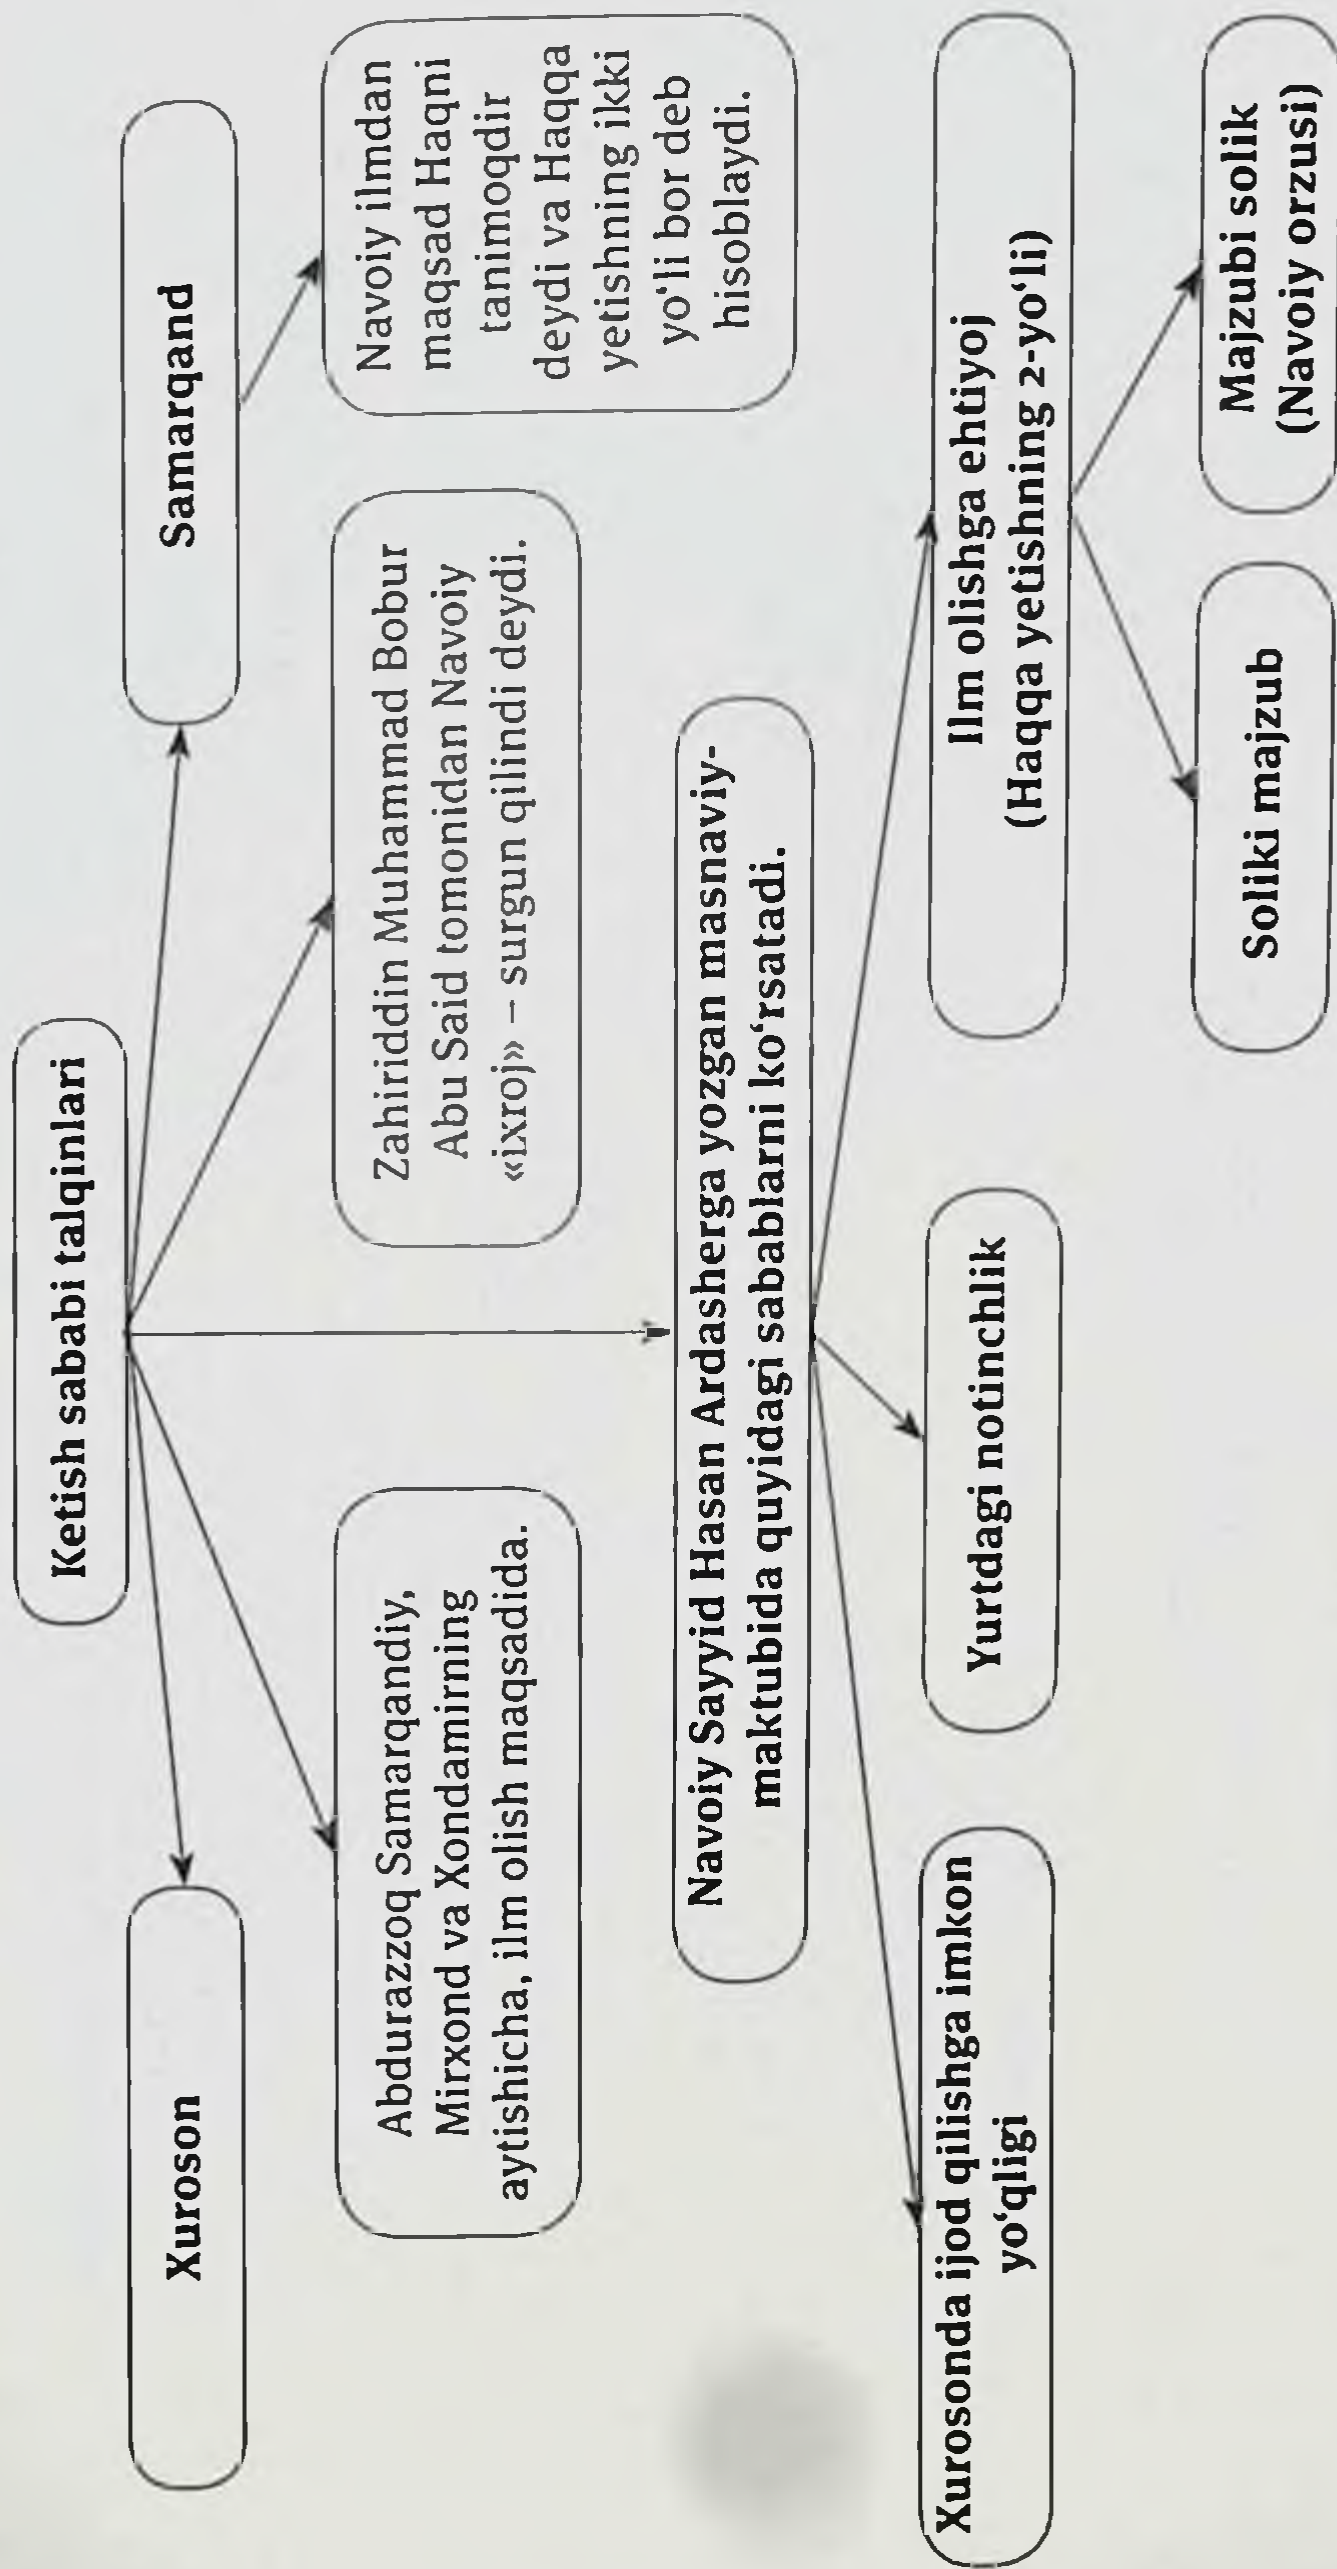 Ketish sababi talqinlari
Xuroson
Samarqand
Abdurazzoq Samarqandiy,
Mirxond va Xondamirning
aytishicha, ilm olish maqsadida.
Zahiriddin Muhammad Bobur
Abu Said tomonidan Navoiy
«ixroj» – surgun qilindi deydi.
Navoiy ilmdan
maqsad Haqni
tanimoqdir
deydi va Haqqa
yetishning ikki
yo‘li bor deb
hisoblaydi.
Navoiy Sayyid Hasan Ardasherga yozgan masnaviy-
maktubida quyidagi sabablarni ko‘rsatadi.
Xurosonda ijod qilishga imkon
yo‘qligi
Yurtdagi notinchlik
Ilm olishga ehtiyoj
(Haqqa yetishning 2-yo‘li)
Soliki majzub
Majzubi solik
(Navoiy orzusi)